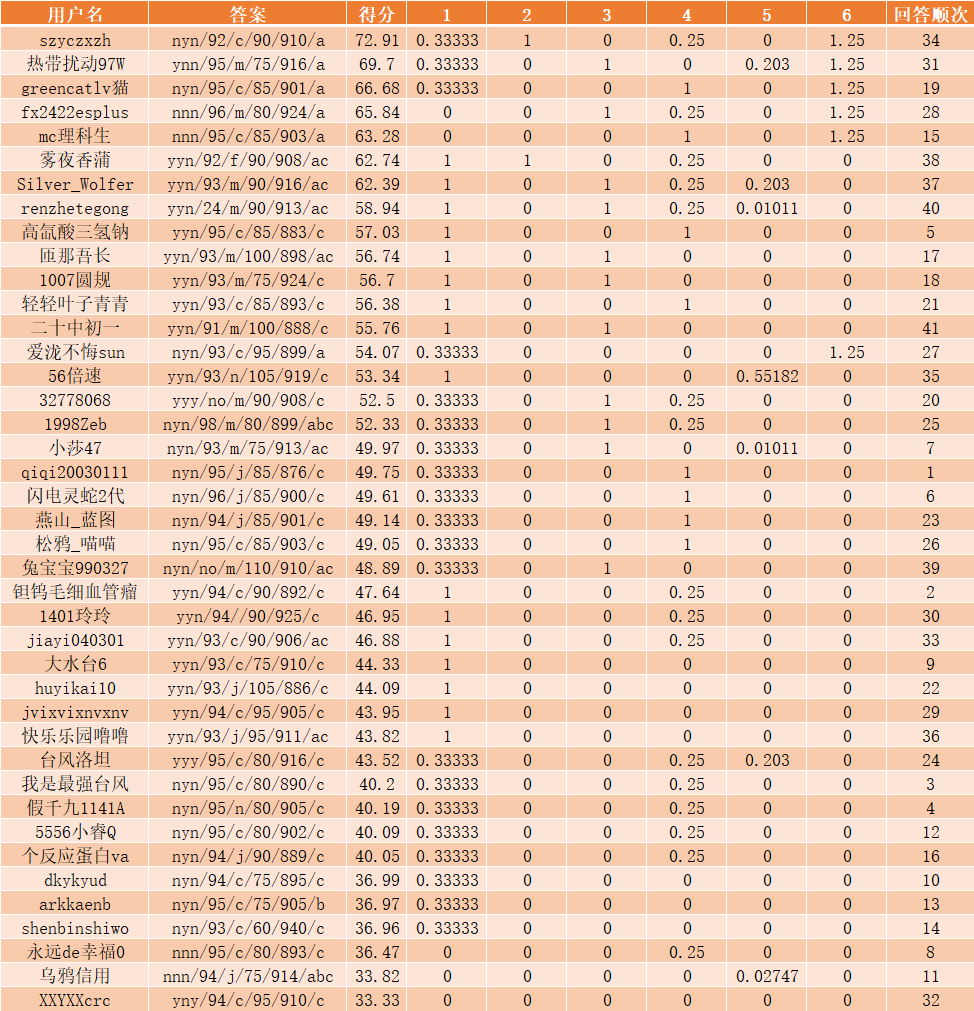 用户名 答案 得分 1 2 3 4 5 6 回答顺次
szyczxzh nyn/92/c/90/910/a 72.91 0.33333 1 0 0.25 0 1.25 34
热带扰动97W ynn/95/m/75/916/a 69.7 0.33333 0 1 0 0.203 1.25 31
greencatlv猫 nyn/95/c/85/901/a 66.68 0.33333 0 0 1 0 1.25 19
fx2422esplus nnn/96/m/80/924/a 65.84 0 0 1 0.25 0 1.25 28
mc理科生 nnn/95/c/85/903/a 63.28 0 0 0 1 0 1.25 15
雾夜香蒲 yyn/92/f/90/908/ac 62.74 1 1 0 0.25 0 0 38
Silver_Wolfer yyn/93/m/90/916/ac 62.39 1 0 1 0.25 0.203 0 37
renzhetegong yyn/24/m/90/913/ac 58.94 1 0 1 0.25 0.01011 0 40
高氙酸三氢钠 yyn/95/c/85/883/c 57.03 1 0 0 1 0 0 5
匝那吾长 yyn/93/m/100/898/ac 56.74 1 0 1 0 0 0 17
1007圆规 yyn/93/m/75/924/c 56.7 1 0 1 0 0 0 18
轻轻叶子青青 yyn/93/c/85/893/c 56.38 1 0 0 1 0 0 21
二十中初一 yyn/91/m/100/888/c 55.76 1 0 1 0 0 0 41
爱泷不悔sun nyn/93/c/95/899/a 54.07 0.33333 0 0 0 0 1.25 27
56倍速 yyn/93/n/105/919/c 53.34 1 0 0 0 0.55182 0 35
32778068 yyy/no/m/90/908/c 52.5 0.33333 0 1 0.25 0 0 20
1998Zeb nyn/98/m/80/899/abc 52.33 0.33333 0 1 0.25 0 0 25
小莎47 nyn/93/m/75/913/ac 49.97 0.33333 0 1 0 0.01011 0 7
qiqi20030111 nyn/95/j/85/876/c 49.75 0.33333 0 0 1 0 0 1
闪电灵蛇2代 nyn/96/j/85/900/c 49.61 0.33333 0 0 1 0 0 6
燕山_蓝图 nyn/94/j/85/901/c 49.14 0.33333 0 0 1 0 0 23
松鸦_喵喵 nyn/95/c/85/903/c 49.05 0.33333 0 0 1 0 0 26
兔宝宝990327 nyn/no/m/110/910/ac 48.89 0.33333 0 1 0 0 0 39
钽钨毛细血管瘤 yyn/94/c/90/892/c 47.64 1 0 0 0.25 0 0 2
1401玲玲 yyn/94//90/925/c 46.95 1 0 0 0.25 0 0 30
jiayi040301 yyn/93/c/90/906/ac 46.88 1 0 0 0.25 0 0 33
大水台6 yyn/93/c/75/910/c 44.33 1 0 0 0 0 0 9
huyikai10 yyn/93/j/105/886/c 44.09 1 0 0 0 0 0 22
jvixvixnvxnv yyn/94/c/95/905/c 43.95 1 0 0 0 0 0 29
快乐乐园噜噜 yyn/93/j/95/911/ac 43.82 1 0 0 0 0 0 36
台风洛坦 yyy/95/c/80/916/c 43.52 0.33333 0 0 0.25 0.203 0 24
我是最强台风 nyn/95/c/80/890/c 40.2 0.33333 0 0 0.25 0 0 3
假千九1141A nyn/95/n/80/905/c 40.19 0.33333 0 0 0.25 0 0 4
5556小睿Q nyn/95/c/80/902/c 40.09 0.33333 0 0 0.25 0 0 12
个反应蛋白va nyn/94/j/90/889/c 40.05 0.33333 0 0 0.25 0 0 16
dkykyud nyn/94/c/75/895/c 36.99 0.33333 0 0 0 0 0 10
arkkaenb nyn/95/c/75/905/b 36.97 0.33333 0 0 0 0 0 13
shenbinshiwo nyn/93/c/60/940/c 36.96 0.33333 0 0 0 0 0 14
永远de幸福0 nnn/95/c/80/893/c 36.47 0 0 0 0.25 0 0 8
乌鸦信用 nnn/94/j/75/914/abc 33.82 0 0 0 0 0.02747 0 11
XXYXXcrc yny/94/c/95/910/c 33.33 0 0 0 0 0 0 32